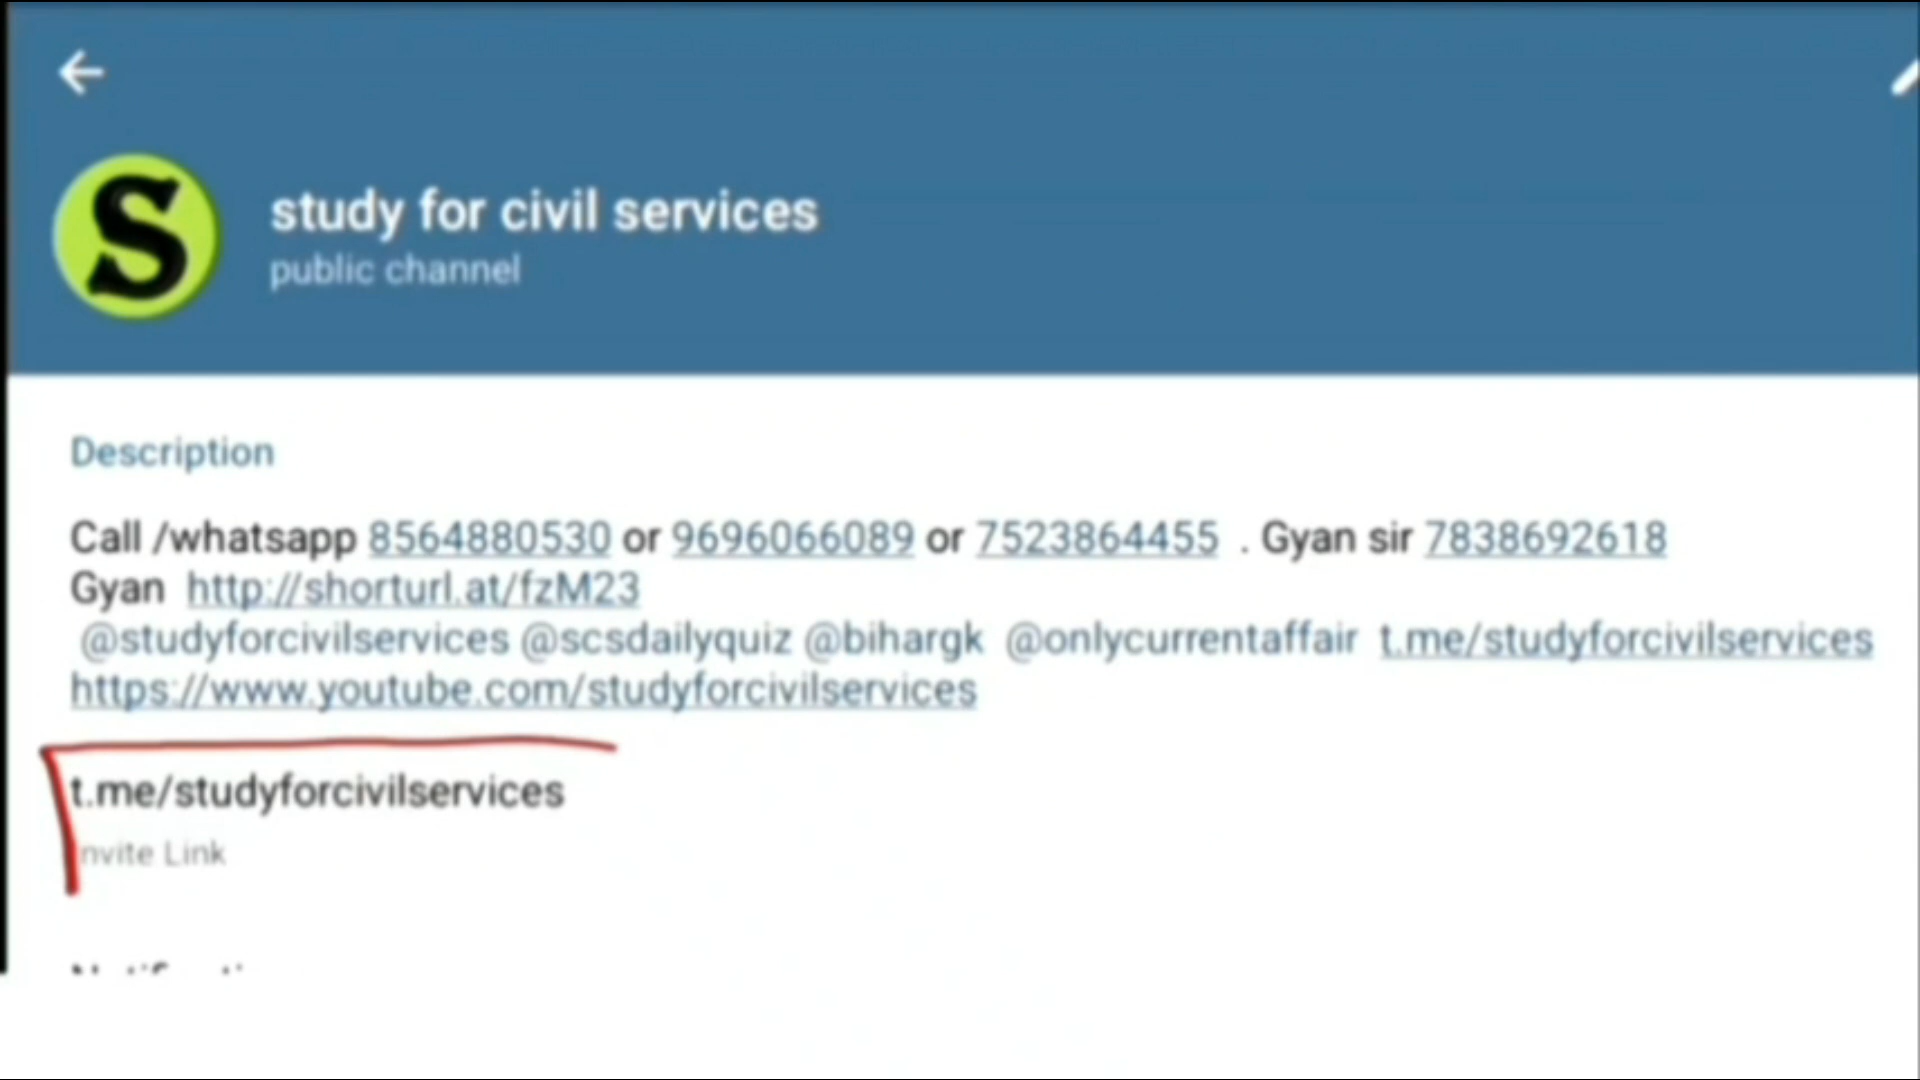 S
study for civil services
public channel
Description
Call /whatsapp 8564880530 or 9696066089 or 7523864455 . Gyan sir 7838692618
Gyan http://shorturl.at/fzM23
@studyforcivilservices @scsdailyquiz @bihargk @onlycurrentaffair t.me/studyforcivilservices
https://www.youtube.com/studyforcivilservices
t.me/studyforcivilservices
Invite Link